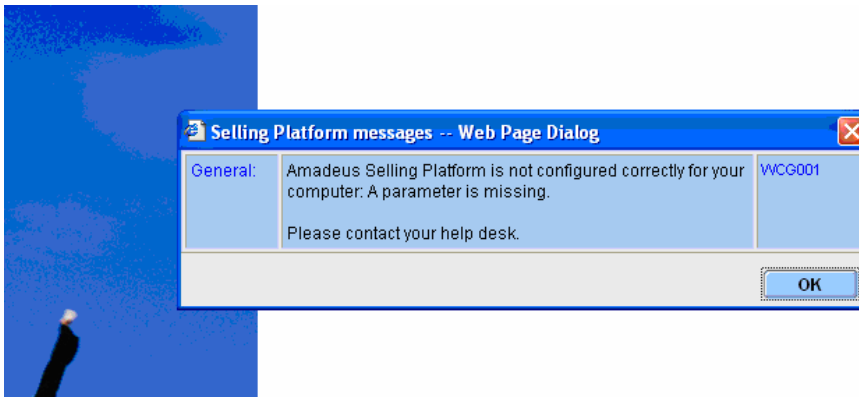 Selling Platform messages -- Web Page Dialog
General:
Amadeus Selling Platform is not configured correctly for your
computer: A parameter is missing.
Please contact your help desk.
WCG001
OK